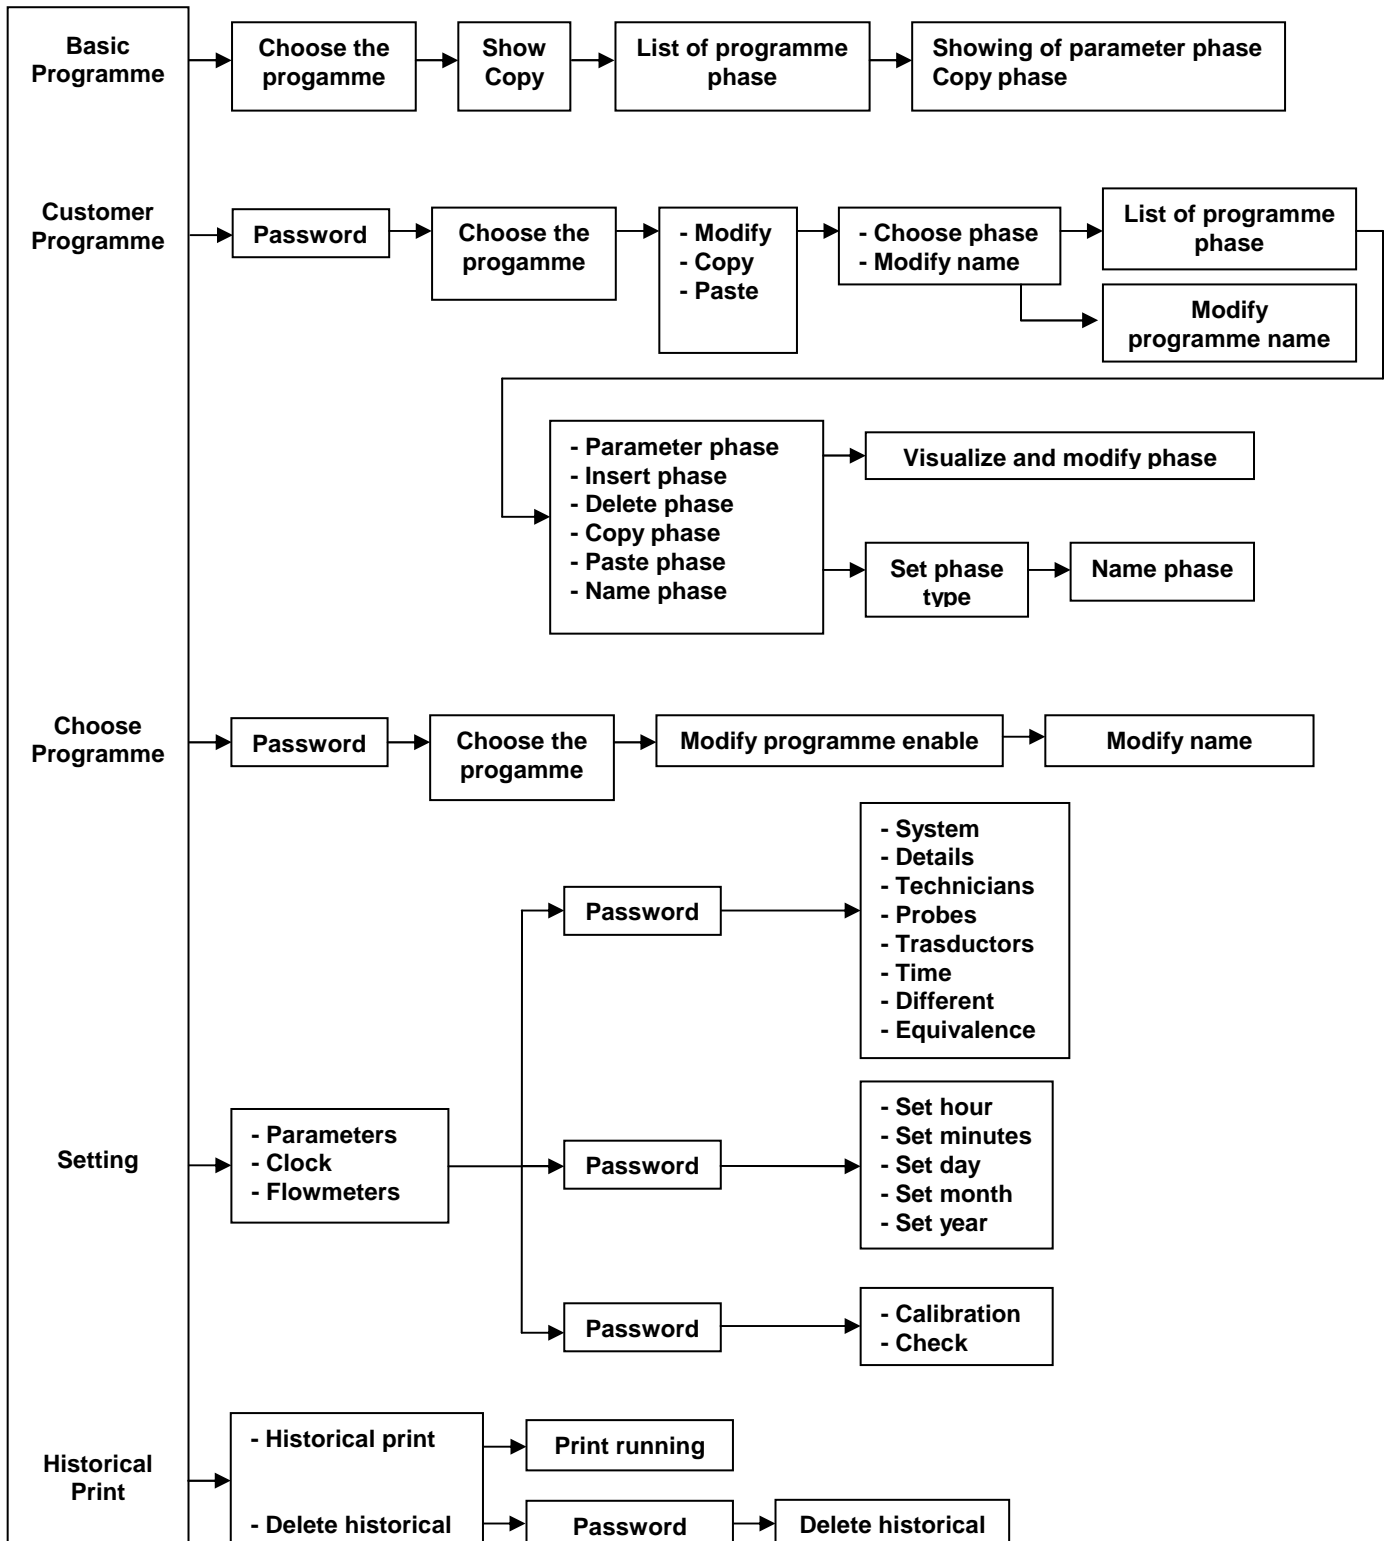 Basic
Programme
Choose the
progamme
Show
Copy
List of programme
phase
Showing of parameter phase
Copy phase
Customer
Programme
Password
Choose the
progamme
- Modify
- Copy
- Paste
- Choose phase
- Modify name
List of programme
phase
Modify
programme name
- Parameter phase
- Insert phase
- Delete phase
- Copy phase
- Paste phase
- Name phase
Visualize and modify phase
Set phase
type
Name phase
Choose
Programme
Password
Choose the
progamme
Modify programme enable
Modify name
Setting
- Parameters
- Clock
- Flowmeters
Password
- System
- Details
- Technicians
- Probes
- Trasductors
- Time
- Different
- Equivalence
Password
- Set hour
- Set minutes
- Set day
- Set month
- Set year
Password
- Calibration
- Check
Historical
Print
- Historical print
- Delete historical
Print running
Password
Delete historical